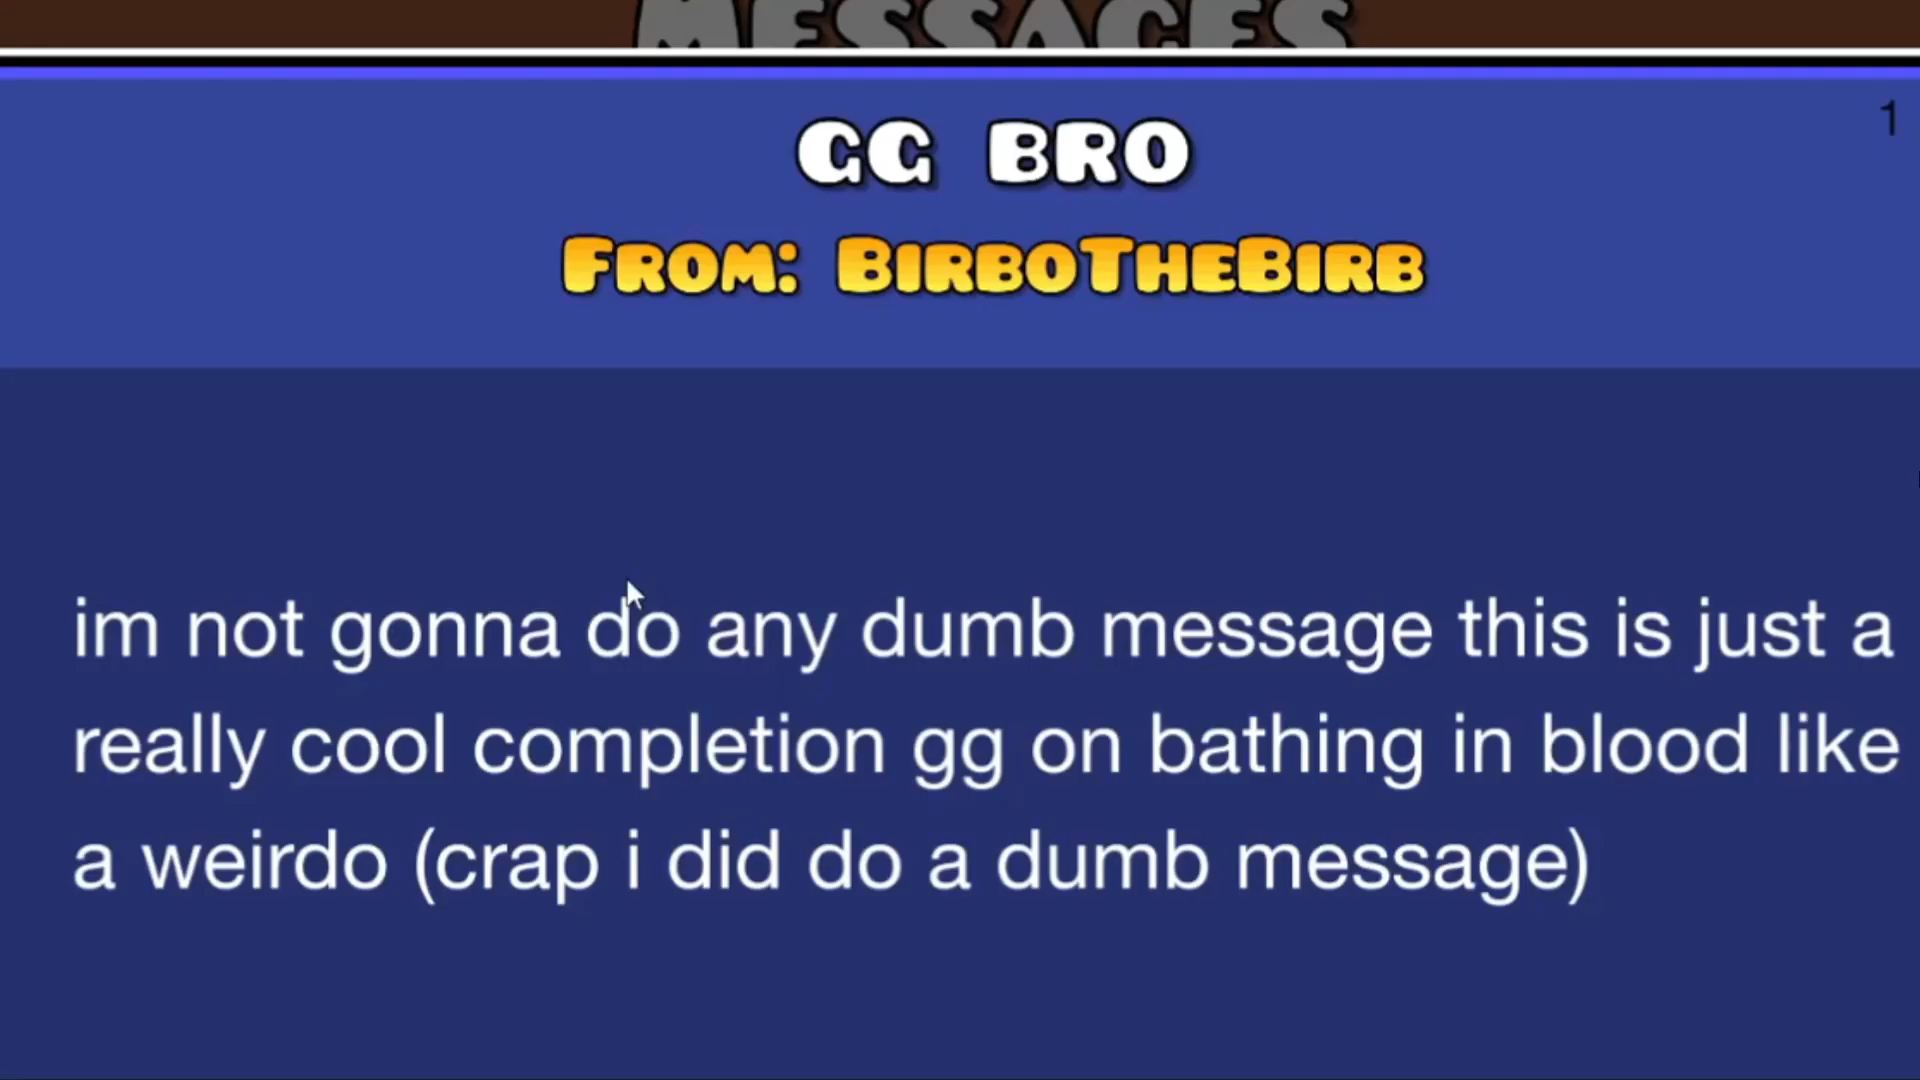 MESSAGES
1
GG BRO
FROM: BIRBOTHEBIRB
im not gonna do any dumb message this is just a
really cool completion gg on bathing in blood like
a weirdo (crap i did do a dumb message)